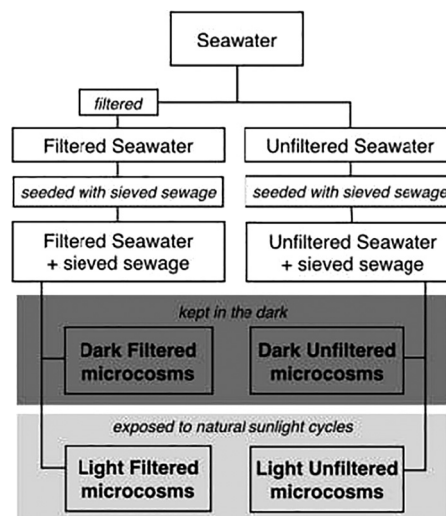 Seawater
filtered
Filtered Seawater
Unfiltered Seawater
seeded with sieved sewage
seeded with sieved sewage
Filtered Seawater
+ sieved sewage
Unfiltered Seawater
+ sieved sewage
kept in the dark
Dark Filtered
microcosms
Dark Unfiltered
microcosms
exposed to natural sunlight cycles
Light Filtered
microcosms
Light Unfiltered
microcosms